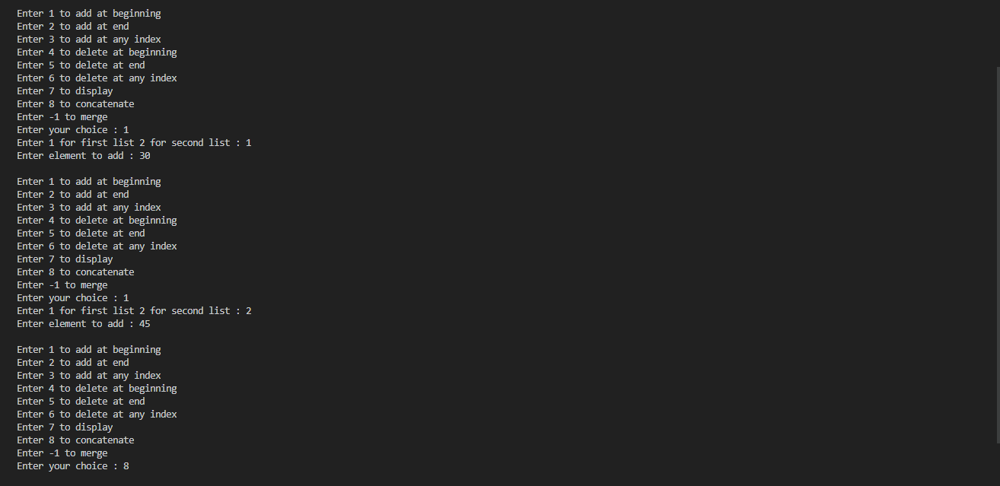 Enter 1 to add at beginning
Enter 2 to add at end
Enter 3 to add at any index
Enter 4 to delete at beginning
Enter 5 to delete at end
Enter 6 to delete at any index
Enter 7 to display
Enter 8 to concatenate
Enter -1 to merge
Enter your choice : 1
Enter 1 for first list 2 for second list : 1
Enter element to add : 30

Enter 1 to add at beginning
Enter 2 to add at end
Enter 3 to add at any index
Enter 4 to delete at beginning
Enter 5 to delete at end
Enter 6 to delete at any index
Enter 7 to display
Enter 8 to concatenate
Enter -1 to merge
Enter your choice : 1
Enter 1 for first list 2 for second list : 2
Enter element to add : 45

Enter 1 to add at beginning
Enter 2 to add at end
Enter 3 to add at any index
Enter 4 to delete at beginning
Enter 5 to delete at end
Enter 6 to delete at any index
Enter 7 to display
Enter 8 to concatenate
Enter -1 to merge
Enter your choice : 8